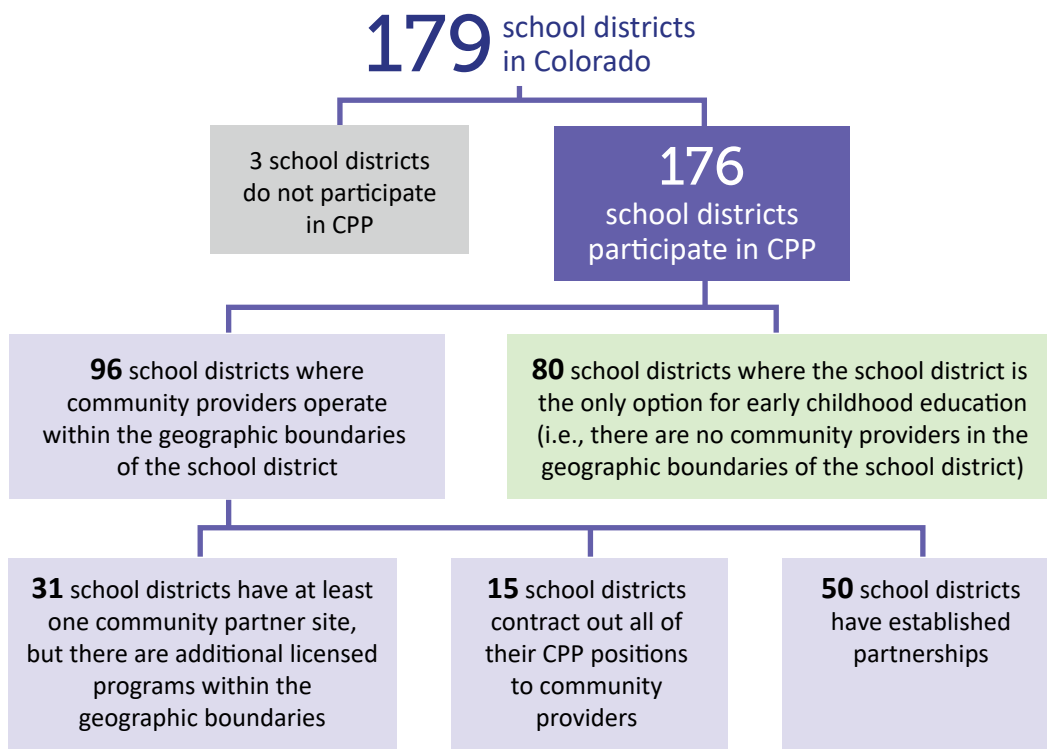 179 school districts
in Colorado
3 school districts
do not participate
in CPP
176
school districts
participate in CPP
96 school districts where
community providers operate
within the geographic boundaries
of the school district
80 school districts where the school district is
the only option for early childhood education
(i.e., there are no community providers in the
geographic boundaries of the school district)
31 school districts have at least
one community partner site,
but there are additional licensed
programs within the
geographic boundaries
15 school districts
contract out all of
their CPP positions
to community
providers
50 school districts
have established
partnerships